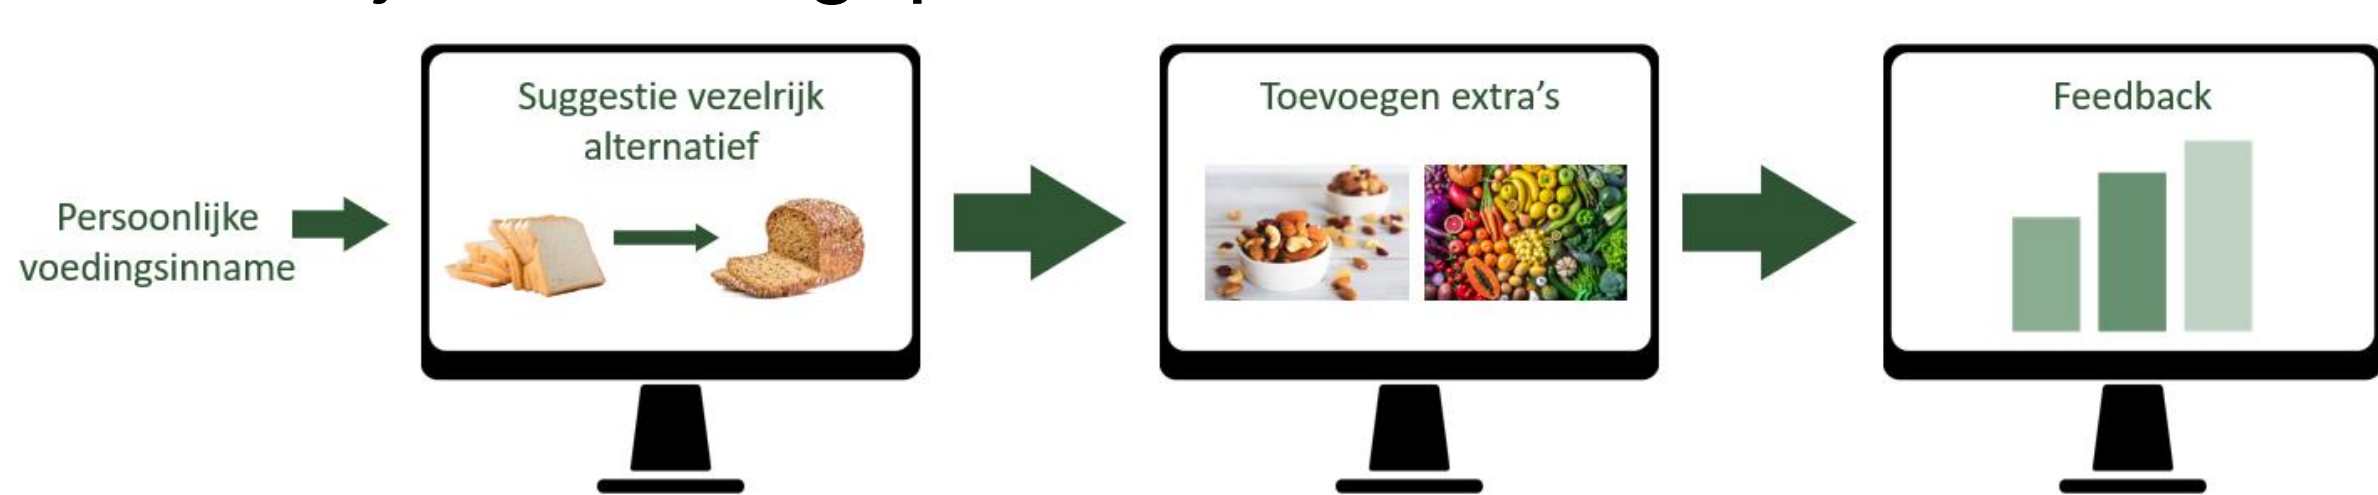 Persoonlijke
voedingsinname
Suggestie vezelrijk
alternatief
Toevoegen extra's
Feedback